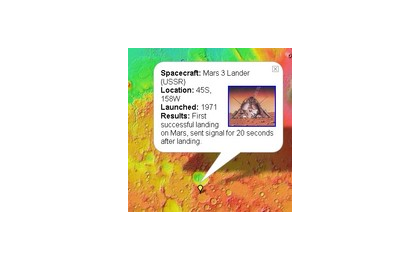 Spacecraft: Mars 3 Lander
(USSR)
Location: 45S,
158W
Launched: 1971
Results: First
successful landing
on Mars, sent signal for 20 seconds
after landing.